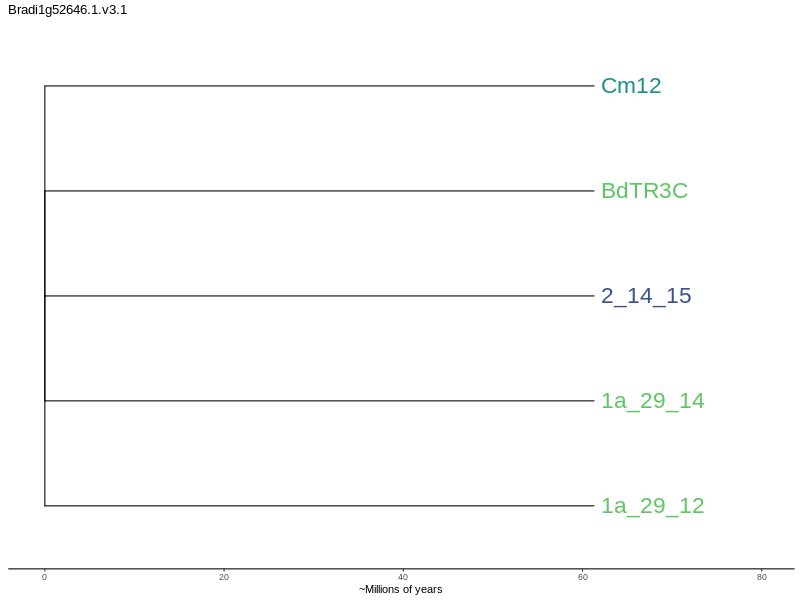 Bradi1g52646.1.v3.1
Cm12
BdTR3C
2_14_15
1a_29_14
1a_29_12
0 20 40 60 80
~Millions of years